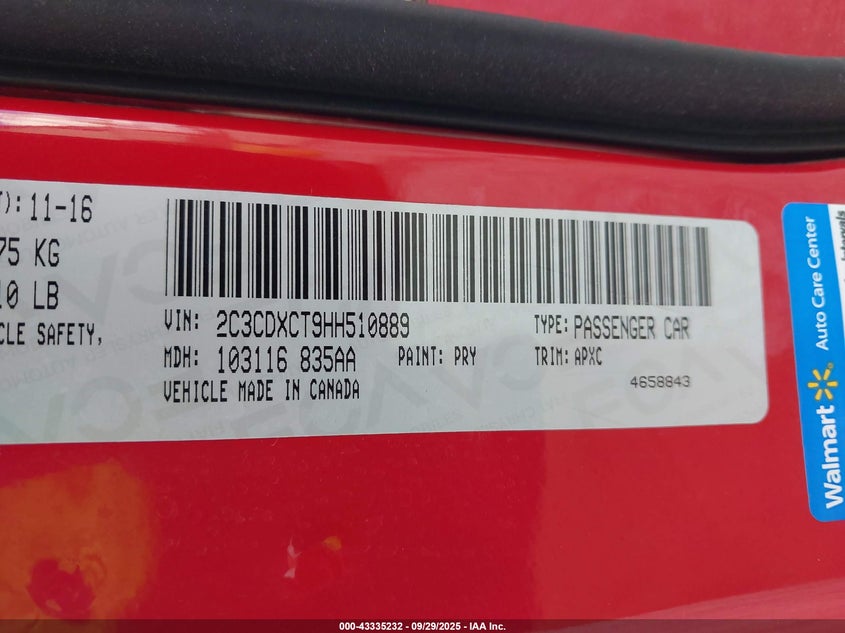 ): 11-16
75 KG
10 LB
CLE SAFETY,
VIN: 2C3CDXCT9HH510889 TYPE: PASSENGER CAR
MDH: 103116 835AA PAINT: PRY TRIM: APXC
VEHICLE MADE IN CANADA 4658843
Walmart Auto Care Center
Intervals
000-43335232 - 09/29/2025 - IAA Inc.